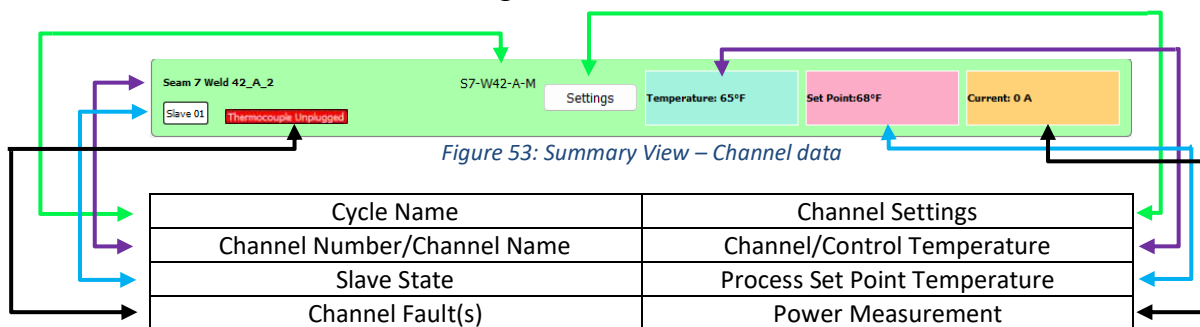 Seam 7 Weld 42_A_2
S7-W42-A-M
Settings
Temperature: 65°F
Set Point:68°F
Current: 0 A
Slave 01
Thermocouple Unplugged
Figure 53: Summary View – Channel data
Cycle Name
Channel Settings
Channel Number/Channel Name
Channel/Control Temperature
Slave State
Process Set Point Temperature
Channel Fault(s)
Power Measurement